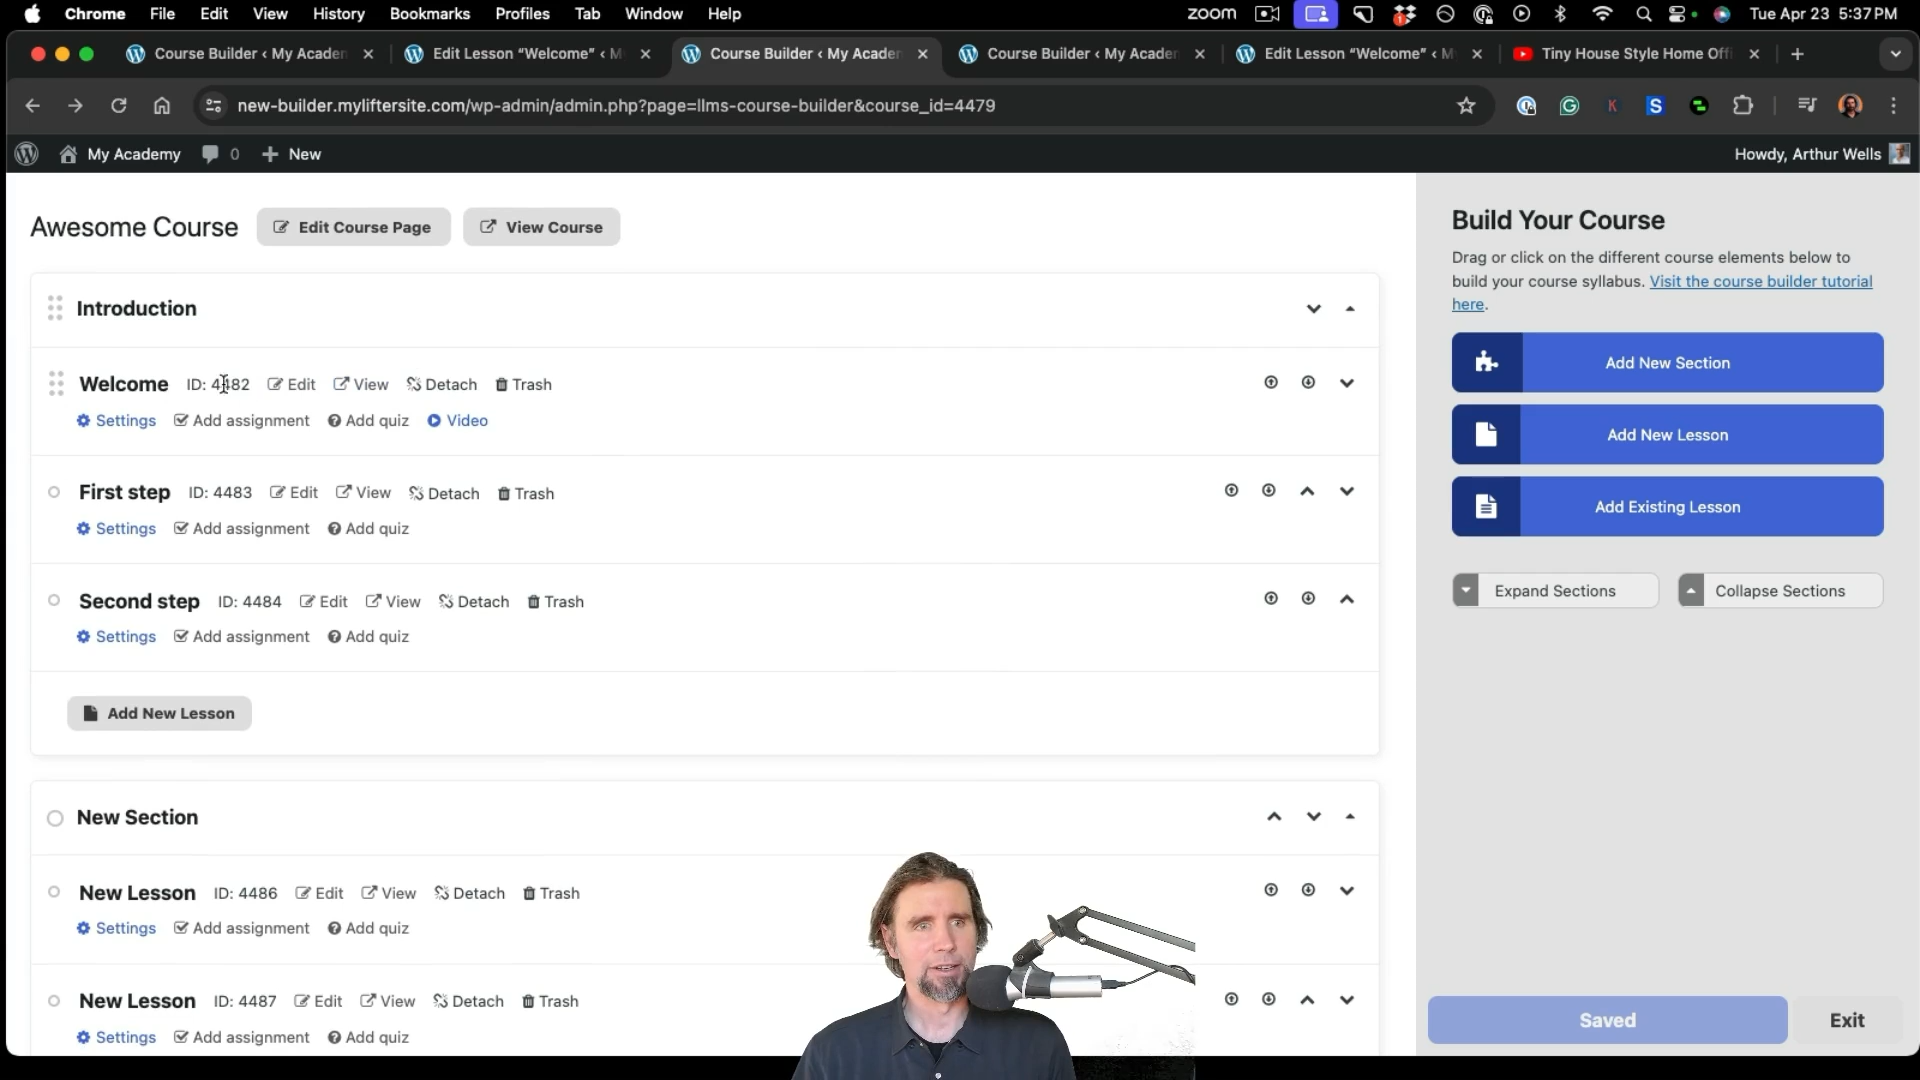 Chrome File Edit View History Bookmarks Profiles Tab Window Help zoom 1 Tue Apr 23 5:37 PM
Course Builder ‹ My Acaden Edit Lesson “Welcome” ‹ M Course Builder ‹ My Acaden Course Builder ‹ My Acaden Edit Lesson “Welcome” ‹ M Tiny House Style Home Offi
new-builder.myliftersite.com/wp-admin/admin.php?page=llms-course-builder&course_id=4479
My Academy 0 New Howdy, Arthur Wells
Awesome Course Edit Course Page View Course
Introduction
Welcome ID: 4482 Edit View Detach Trash
Settings Add assignment Add quiz Video
First step ID: 4483 Edit View Detach Trash
Settings Add assignment Add quiz
Second step ID: 4484 Edit View Detach Trash
Settings Add assignment Add quiz
Add New Lesson
New Section
New Lesson ID: 4486 Edit View Detach Trash
Settings Add assignment Add quiz
New Lesson ID: 4487 Edit View Detach Trash
Settings Add assignment Add quiz
Build Your Course
Drag or click on the different course elements below to
build your course syllabus. Visit the course builder tutorial
here.
Add New Section
Add New Lesson
Add Existing Lesson
Expand Sections Collapse Sections
Saved Exit